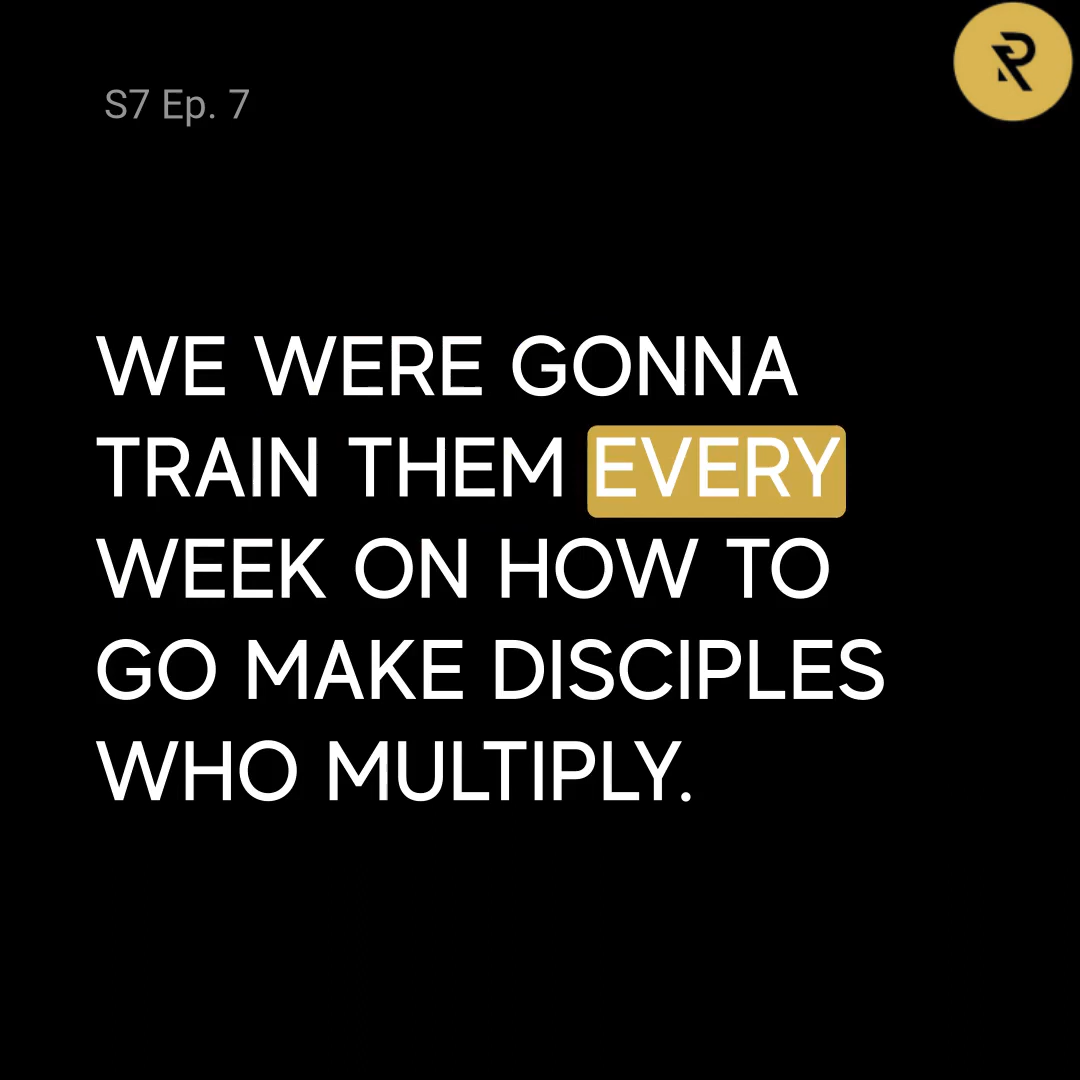 S7 Ep. 7
WE WERE GONNA
TRAIN THEM EVERY
WEEK ON HOW TO
GO MAKE DISCIPLES
WHO MULTIPLY.